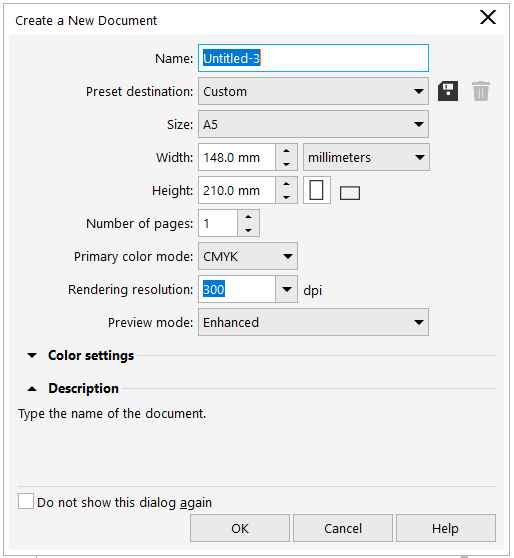 Create a New Document
Name: Untitled-3
Preset destination: Custom
Size: A5
Width: 148.0 mm millimeters
Height: 210.0 mm
Number of pages: 1
Primary color mode: CMYK
Rendering resolution: 300 dpi
Preview mode: Enhanced
Color settings
Description
Type the name of the document.
Do not show this dialog again
OK Cancel Help